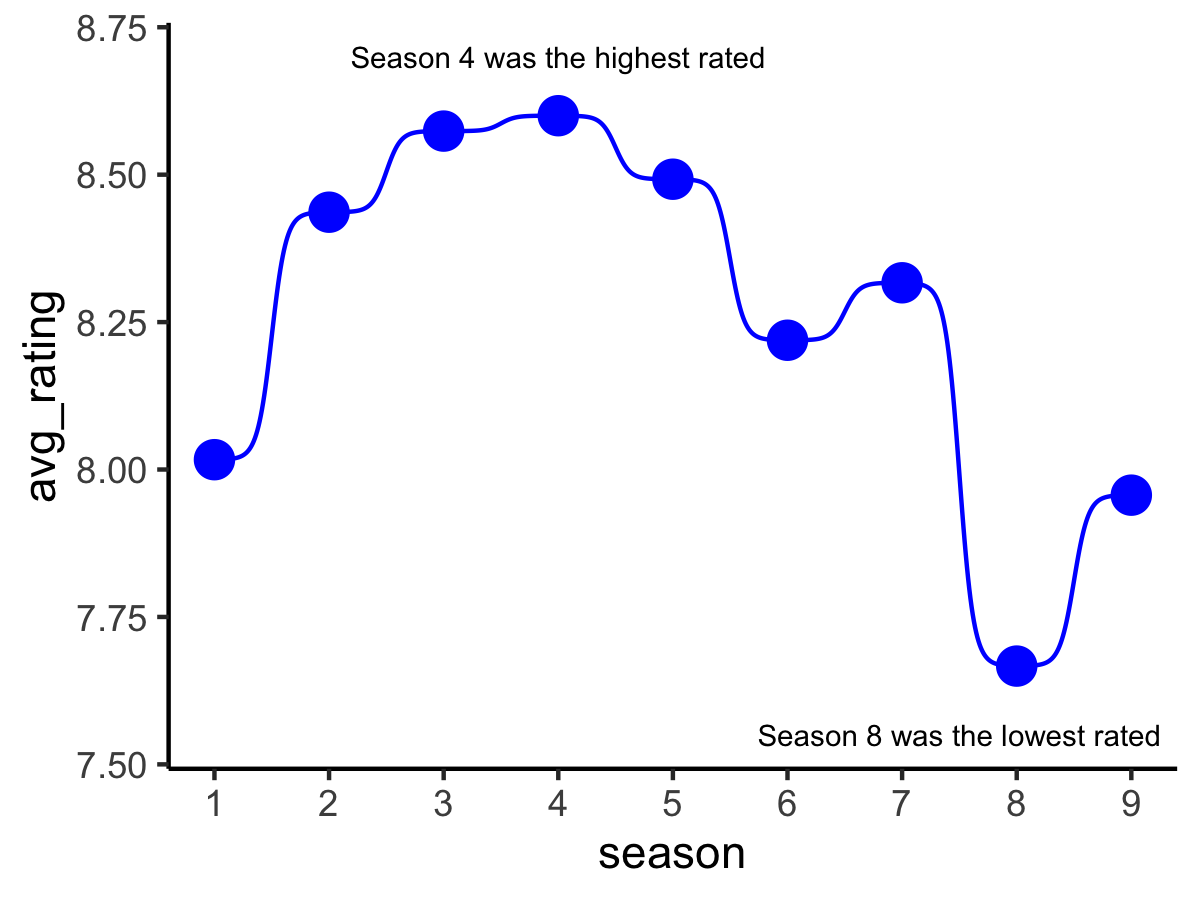 8.75
Season 4 was the highest rated
8.50
8.25
8.00
7.75
7.50
avg_rating
Season 8 was the lowest rated
1 2 3 4 5 6 7 8 9
season